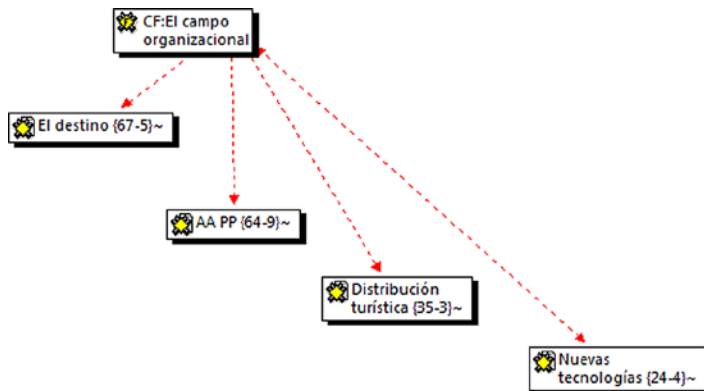 CF:El campo
organizacional
El destino {67-5}~
AA PP {64-9}~
Distribución
turística {35-3}~
Nuevas
tecnologías {24-4}~